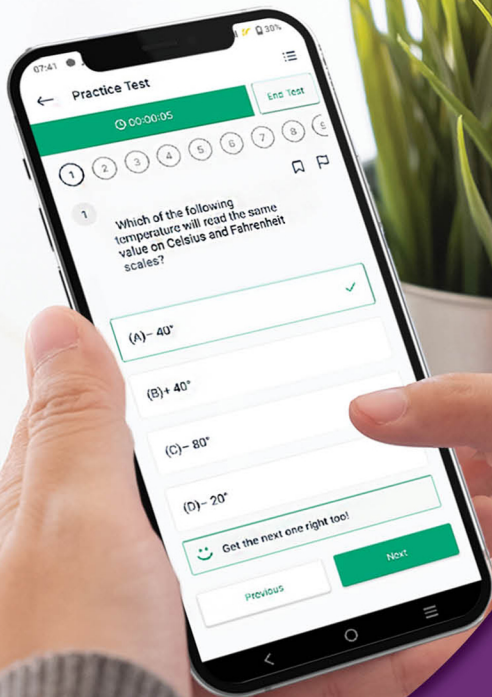 07:41
30%
Practice Test
00:00:05
End Test
1 2 3 4 5 6 7 8 9
1
Which of the following
temperature will read the same
value on Celsius and Fahrenheit
scales?
(A)– 40°
(B)+ 40°
(C)– 80°
(D)– 20°
Get the next one right too!
Previous
Next